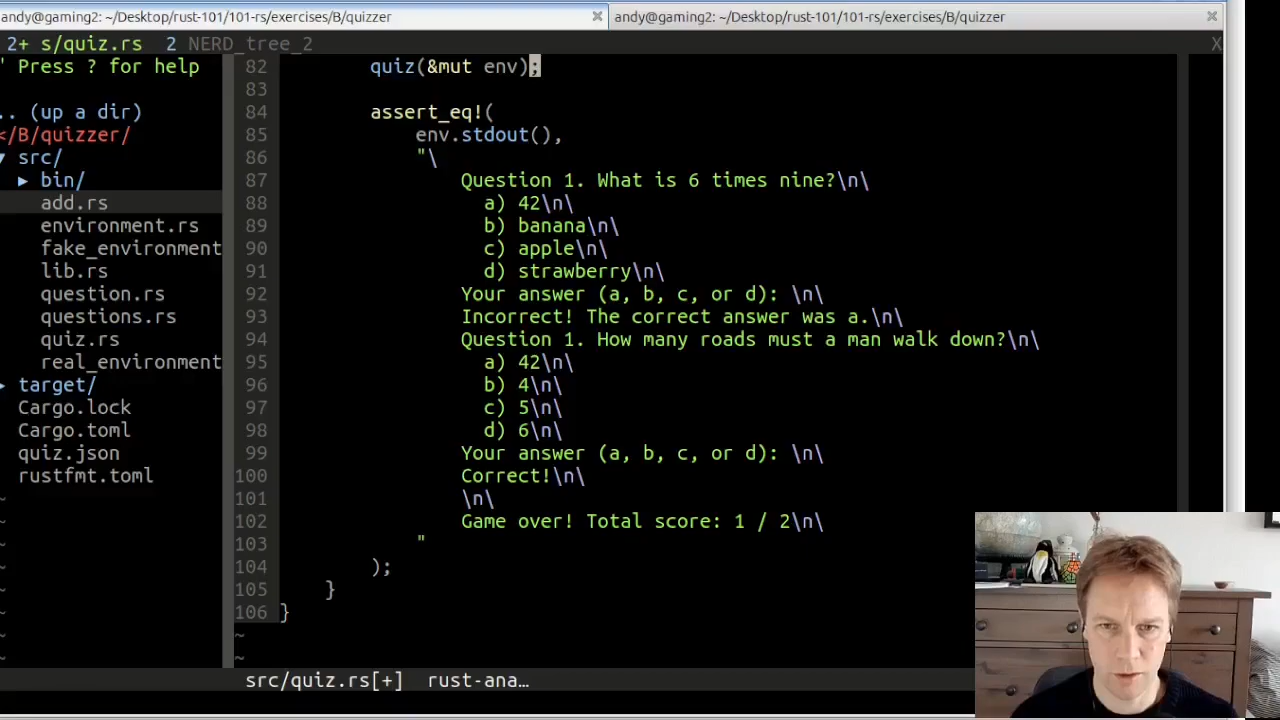 andy@gaming2: ~/Desktop/rust-101/101-rs/exercises/B/quizzer
andy@gaming2: ~/Desktop/rust-101/101-rs/exercises/B/quizzer
2+ s/quiz.rs 2 NERD_tree_2 X
" Press ? for help
.. (up a dir)
</B/quizzer/
▼ src/
▶ bin/
add.rs
environment.rs
fake_environment
lib.rs
question.rs
questions.rs
quiz.rs
real_environment
▸ target/
Cargo.lock
Cargo.toml
quiz.json
rustfmt.toml
~
~
~
~
~
~
~
~
82 quiz(&mut env);
83
84 assert_eq!(
85 env.stdout(),
86 "\
87 Question 1. What is 6 times nine?\n\
88 a) 42\n\
89 b) banana\n\
90 c) apple\n\
91 d) strawberry\n\
92 Your answer (a, b, c, or d): \n\
93 Incorrect! The correct answer was a.\n\
94 Question 1. How many roads must a man walk down?\n\
95 a) 42\n\
96 b) 4\n\
97 c) 5\n\
98 d) 6\n\
99 Your answer (a, b, c, or d): \n\
100 Correct!\n\
101 \n\
102 Game over! Total score: 1 / 2\n\
103 "
104 );
105 }
106 }
~
~
src/quiz.rs[+] rust-ana…